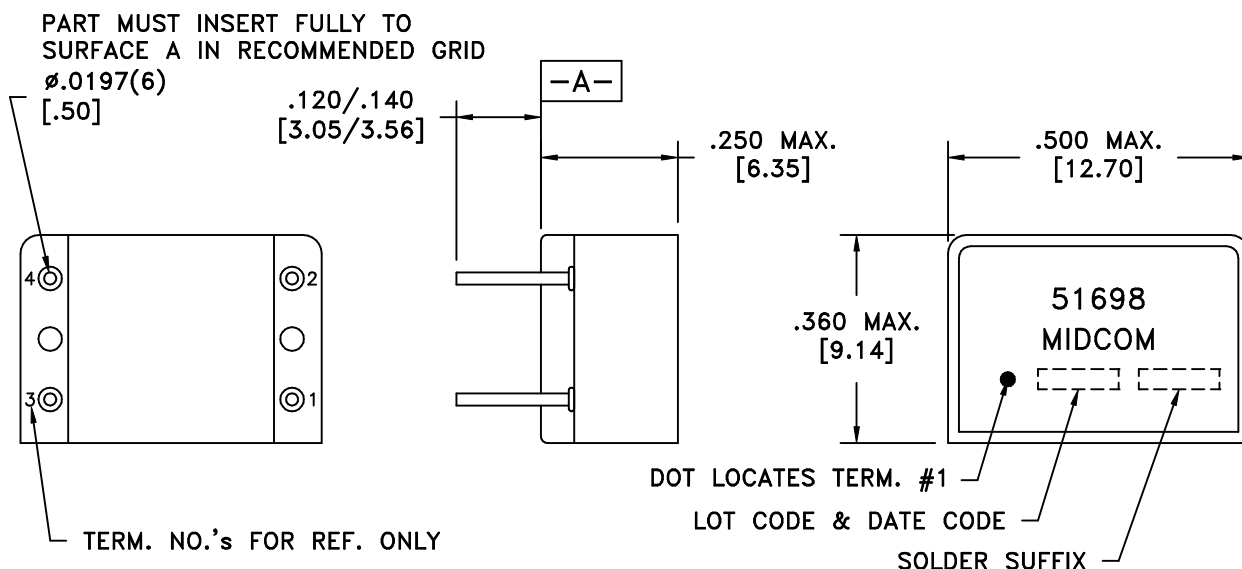 PART MUST INSERT FULLY TO
SURFACE A IN RECOMMENDED GRID
ø.0197(6)
[.50]
.120/.140
[3.05/3.56]
-A-
.250 MAX.
[6.35]
.500 MAX.
[12.70]
4
2
3
1
.360 MAX.
[9.14]
51698
MIDCOM
DOT LOCATES TERM. #1
LOT CODE & DATE CODE
SOLDER SUFFIX
TERM. NO.'s FOR REF. ONLY